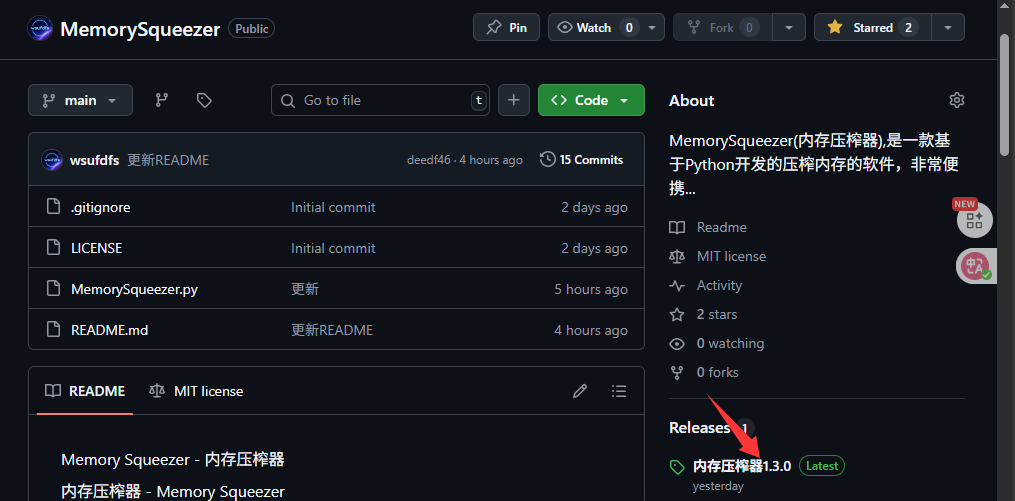 MemorySqueezer Public
Pin
Watch 0
Fork 0
Starred 2
main
Go to file
t
Code
wsufdfs 更新README
deedf46 · 4 hours ago
15 Commits
.gitignore Initial commit 2 days ago
LICENSE Initial commit 2 days ago
MemorySqueezer.py 更新 5 hours ago
README.md 更新README 4 hours ago
README
MIT license
Memory Squeezer - 内存压榨器
内存压榨器 - Memory Squeezer
About
MemorySqueezer(内存压榨器),是一款基
于Python开发的压榨内存的软件，非常便
携...
Readme
MIT license
Activity
2 stars
0 watching
0 forks
Releases 1
内存压榨器1.3.0 Latest
yesterday
NEW
中A